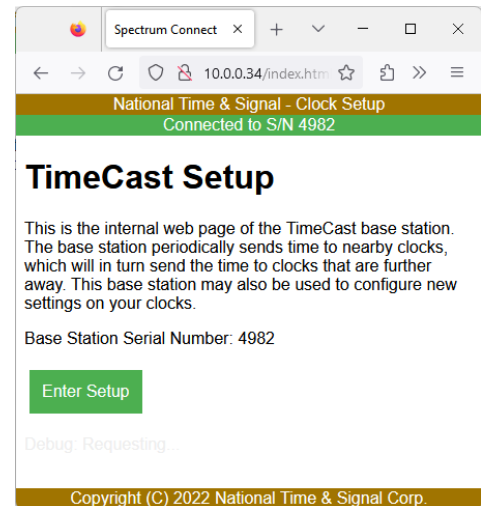 Spectrum Connect
10.0.0.34/index.htm
National Time & Signal - Clock Setup
Connected to S/N 4982
TimeCast Setup
This is the internal web page of the TimeCast base station.
The base station periodically sends time to nearby clocks,
which will in turn send the time to clocks that are further
away. This base station may also be used to configure new
settings on your clocks.
Base Station Serial Number: 4982
Enter Setup
Debug: Requesting...
Copyright (C) 2022 National Time & Signal Corp.